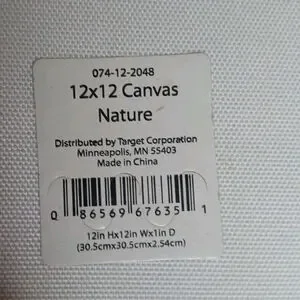 074-12-2048
12x12 Canvas
Nature
Distributed by Target Corporation
Minneapolis, MN 55403
Made in China
0 86569 67635 1
12in Hx12in Wx1in D
(30.5cmx30.5cmx2.54cm)